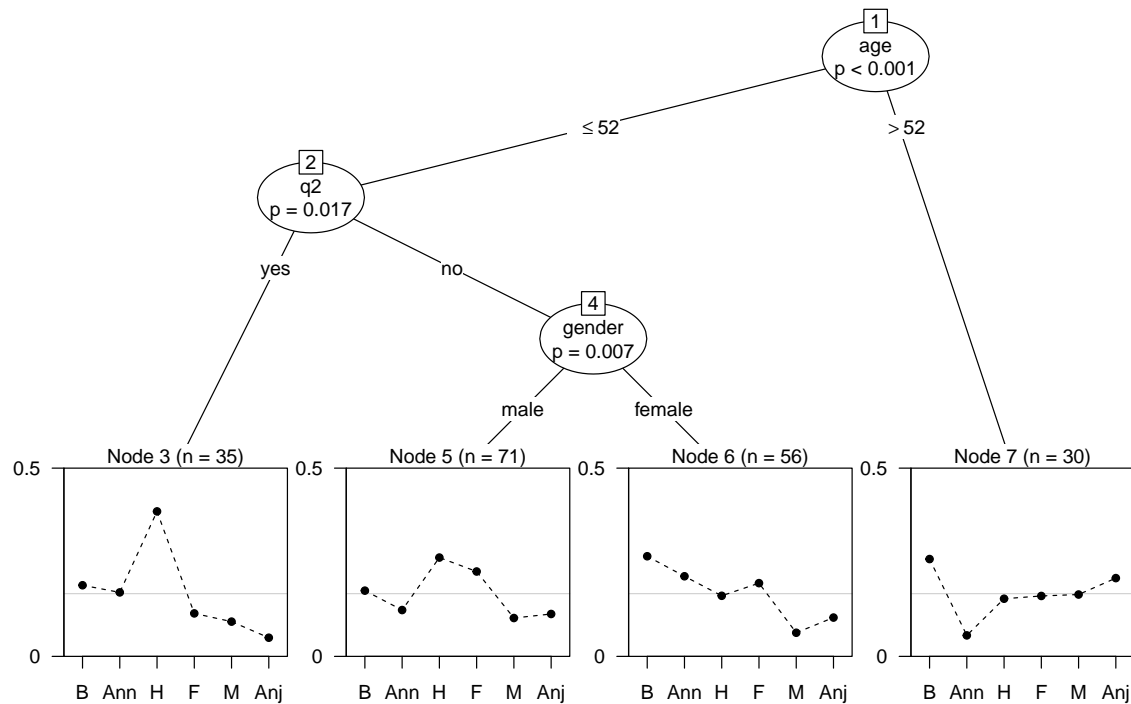 1
age
p < 0.001
≤ 52
> 52
2
q2
p = 0.017
yes
no
4
gender
p = 0.007
male
female
Node 3 (n = 35)
0.5
0
B Ann H F M Anj
Node 5 (n = 71)
0.5
0
B Ann H F M Anj
Node 6 (n = 56)
0.5
0
B Ann H F M Anj
Node 7 (n = 30)
0.5
0
B Ann H F M Anj